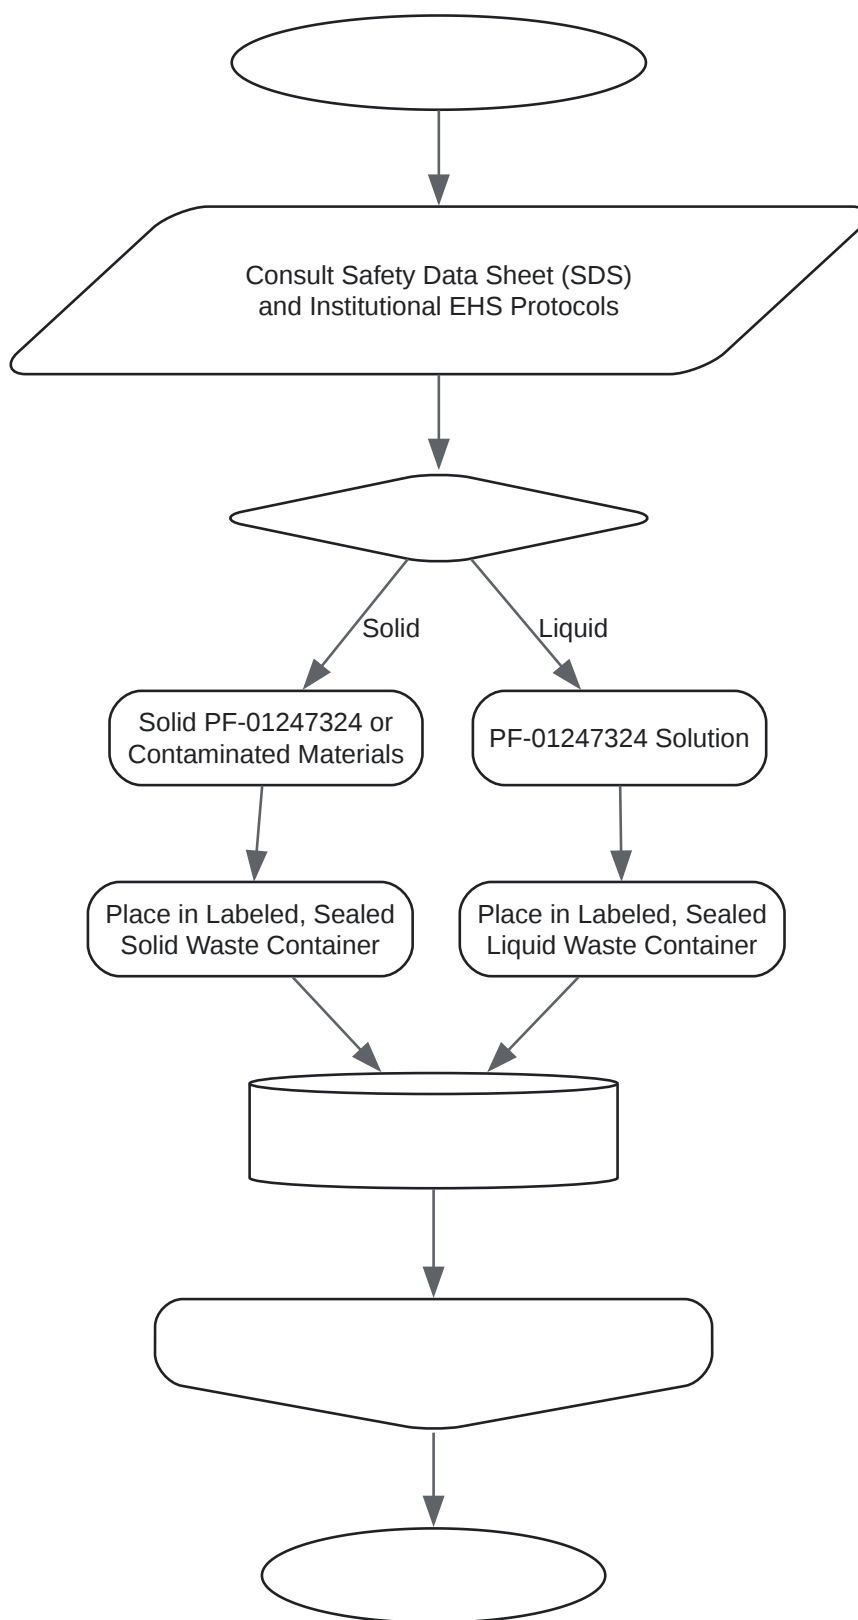 Consult Safety Data Sheet (SDS)
and Institutional EHS Protocols
Solid
Liquid
Solid PF-01247324 or
Contaminated Materials
PF-01247324 Solution
Place in Labeled, Sealed
Solid Waste Container
Place in Labeled, Sealed
Liquid Waste Container